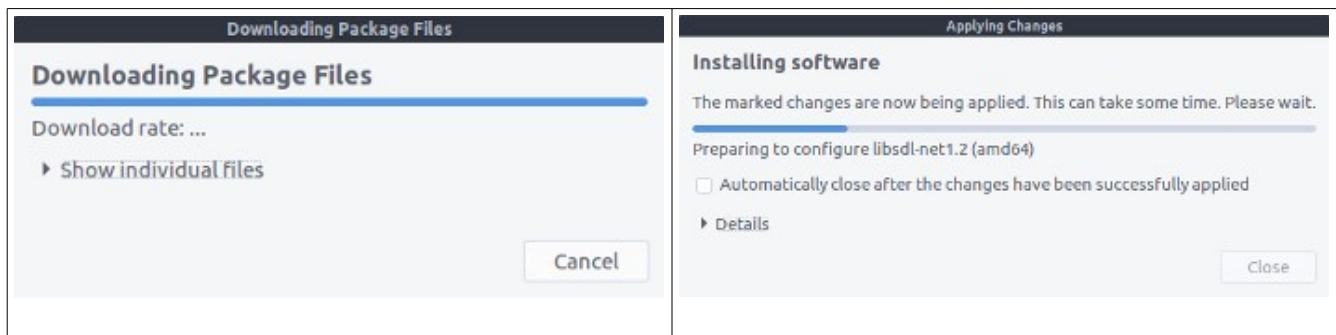 Downloading Package Files
Downloading Package Files
Download rate: ...
Show individual files
Cancel
Applying Changes
Installing software
The marked changes are now being applied. This can take some time. Please wait.
Preparing to configure libsdl-net1.2 (amd64)
Automatically close after the changes have been successfully applied
Details
Close